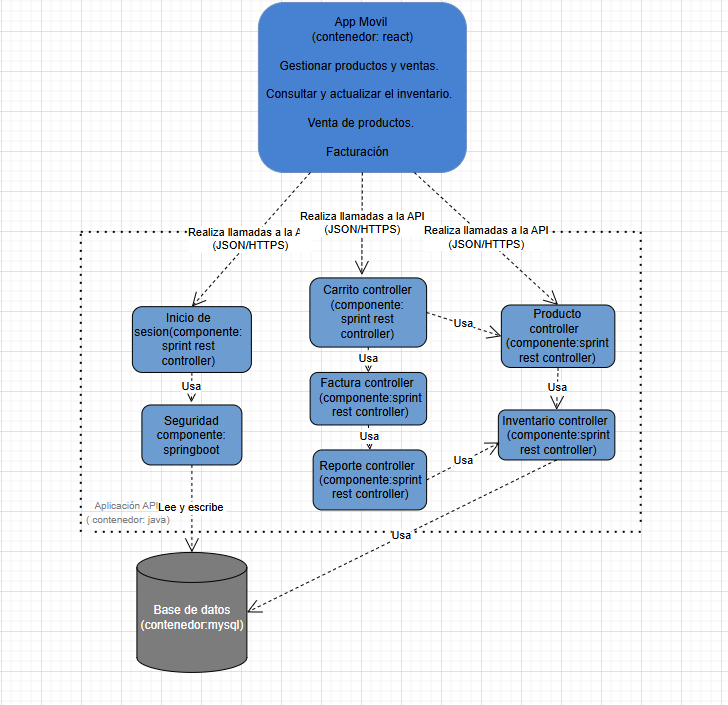 App Movil
(contenedor: react)
Gestionar productos y ventas.
Consultar y actualizar el inventario.
Venta de productos.
Facturación
Realiza llamadas a la A
(JSON/HTTPS)
Realiza llamadas a la API
(JSON/HTTPS)
Realiza llamadas a la API
(JSON/HTTPS)
Inicio de
sesion(componente:
sprint rest
controller)
Carrito controller
(componente:
sprint rest
controller)
Usa
Producto
controller
(componente:sprint
rest controller)
Usa
Usa
Usa
Factura controller
(componente:sprint
rest controller)
Seguridad
componente:
springboot
Inventario controller
(componente:sprint
rest controller)
Usa
Reporte controller
(componente:sprint
rest controller)
Usa
Aplicación API
( contenedor: java)
Lee y escribe
Usa
Base de datos
(contenedor:mysql)